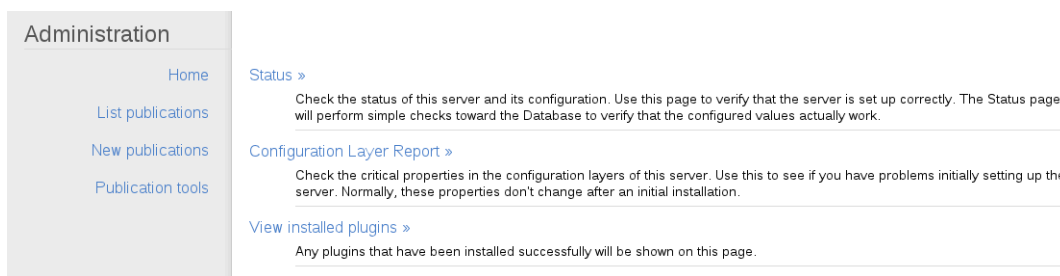 Administration
Home
List publications
New publications
Publication tools
Status »
Check the status of this server and its configuration. Use this page to verify that the server is set up correctly. The Status page
will perform simple checks toward the Database to verify that the configured values actually work.
Configuration Layer Report »
Check the critical properties in the configuration layers of this server. Use this to see if you have problems initially setting up the
server. Normally, these properties don't change after an initial installation.
View installed plugins »
Any plugins that have been installed successfully will be shown on this page.